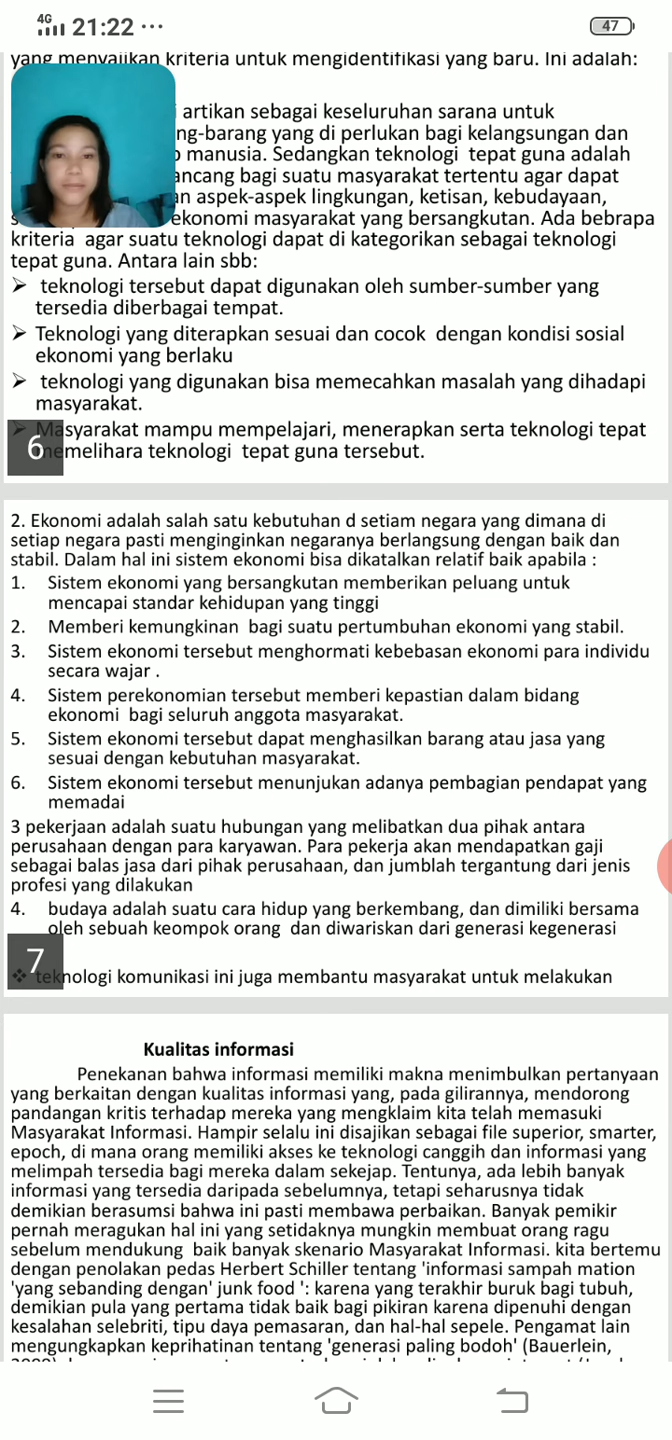 4G 21:22 ... 47
yang menyajikan kriteria untuk mengidentifikasi yang baru. Ini adalah:
artikan sebagai keseluruhan sarana untuk
ng-barang yang di perlukan bagi kelangsungan dan
manusia. Sedangkan teknologi tepat guna adalah
ancang bagi suatu masyarakat tertentu agar dapat
an aspek-aspek lingkungan, ketisan, kebudayaan,
ekonomi masyarakat yang bersangkutan. Ada bebrapa
kriteria agar suatu teknologi dapat di kategorikan sebagai teknologi
tepat guna. Antara lain sbb:
➢ teknologi tersebut dapat digunakan oleh sumber-sumber yang
tersedia diberbagai tempat.
➢ Teknologi yang diterapkan sesuai dan cocok dengan kondisi sosial
ekonomi yang berlaku
➢ teknologi yang digunakan bisa memecahkan masalah yang dihadapi
masyarakat.
➢ Masyarakat mampu mempelajari, menerapkan serta teknologi tepat
6 memelihara teknologi tepat guna tersebut.
2. Ekonomi adalah salah satu kebutuhan d setiam negara yang dimana di
setiap negara pasti menginginkan negaranya berlangsung dengan baik dan
stabil. Dalam hal ini sistem ekonomi bisa dikatalkan relatif baik apabila :
1. Sistem ekonomi yang bersangkutan memberikan peluang untuk
mencapai standar kehidupan yang tinggi
2. Memberi kemungkinan bagi suatu pertumbuhan ekonomi yang stabil.
3. Sistem ekonomi tersebut menghormati kebebasan ekonomi para individu
secara wajar .
4. Sistem perekonomian tersebut memberi kepastian dalam bidang
ekonomi bagi seluruh anggota masyarakat.
5. Sistem ekonomi tersebut dapat menghasilkan barang atau jasa yang
sesuai dengan kebutuhan masyarakat.
6. Sistem ekonomi tersebut menunjukan adanya pembagian pendapat yang
memadai
3 pekerjaan adalah suatu hubungan yang melibatkan dua pihak antara
perusahaan dengan para karyawan. Para pekerja akan mendapatkan gaji
sebagai balas jasa dari pihak perusahaan, dan jumblah tergantung dari jenis
profesi yang dilakukan
4. budaya adalah suatu cara hidup yang berkembang, dan dimiliki bersama
oleh sebuah keompok orang dan diwariskan dari generasi kegenerasi
7
❖ teknologi komunikasi ini juga membantu masyarakat untuk melakukan
Kualitas informasi
Penekanan bahwa informasi memiliki makna menimbulkan pertanyaan
yang berkaitan dengan kualitas informasi yang, pada gilirannya, mendorong
pandangan kritis terhadap mereka yang mengklaim kita telah memasuki
Masyarakat Informasi. Hampir selalu ini disajikan sebagai file superior, smarter,
epoch, di mana orang memiliki akses ke teknologi canggih dan informasi yang
melimpah tersedia bagi mereka dalam sekejap. Tentunya, ada lebih banyak
informasi yang tersedia daripada sebelumnya, tetapi seharusnya tidak
demikian berasumsi bahwa ini pasti membawa perbaikan. Banyak pemikir
pernah meragukan hal ini yang setidaknya mungkin membuat orang ragu
sebelum mendukung baik banyak skenario Masyarakat Informasi. kita bertemu
dengan penolakan pedas Herbert Schiller tentang 'informasi sampah mation
'yang sebanding dengan' junk food ': karena yang terakhir buruk bagi tubuh,
demikian pula yang pertama tidak baik bagi pikiran karena dipenuhi dengan
kesalahan selebriti, tipu daya pemasaran, dan hal-hal sepele. Pengamat lain
mengungkapkan keprihatinan tentang 'generasi paling bodoh' (Bauerlein,